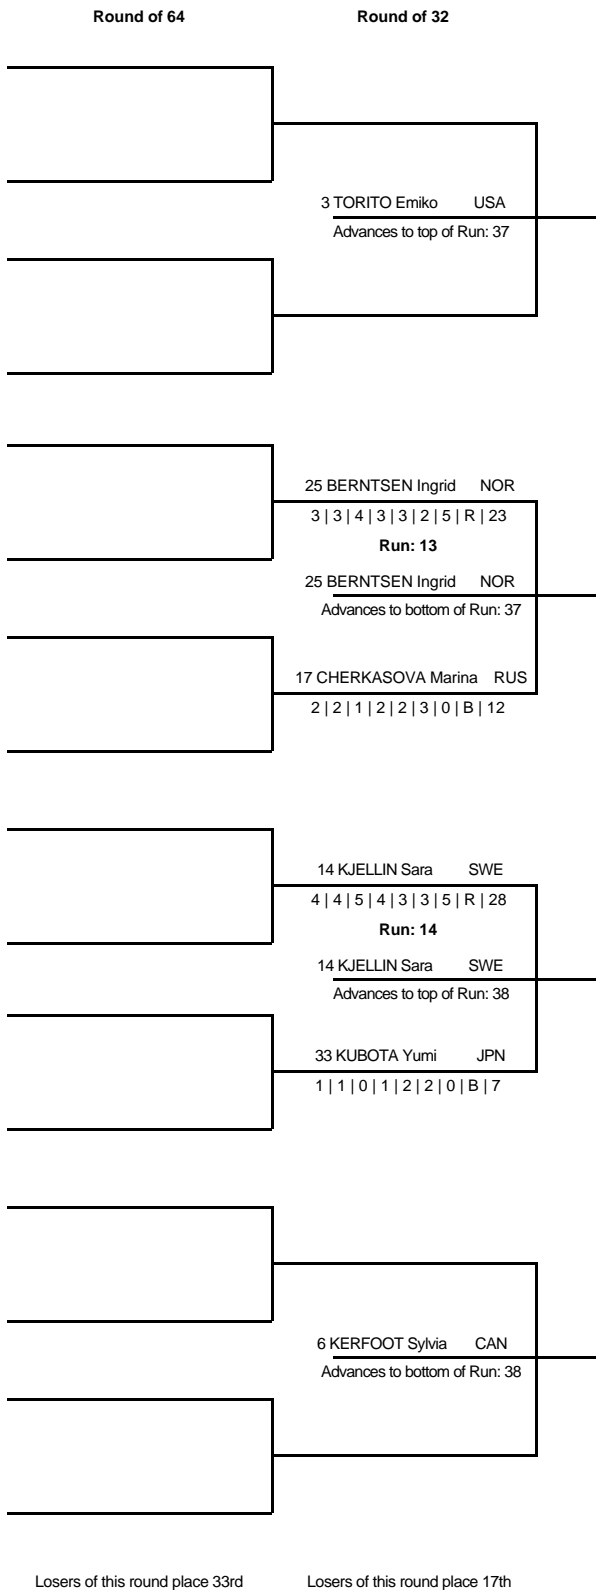 Round of 64 Round of 32
3 TORITO Emiko USA
Advances to top of Run: 37
25 BERNTSEN Ingrid NOR
3 | 3 | 4 | 3 | 3 | 2 | 5 | R | 23
Run: 13
25 BERNTSEN Ingrid NOR
Advances to bottom of Run: 37
17 CHERKASOVA Marina RUS
2 | 2 | 1 | 2 | 2 | 3 | 0 | B | 12
14 KJELLIN Sara SWE
4 | 4 | 5 | 4 | 3 | 3 | 5 | R | 28
Run: 14
14 KJELLIN Sara SWE
Advances to top of Run: 38
33 KUBOTA Yumi JPN
1 | 1 | 0 | 1 | 2 | 2 | 0 | B | 7
6 KERFOOT Sylvia CAN
Advances to bottom of Run: 38
Losers of this round place 33rd Losers of this round place 17th